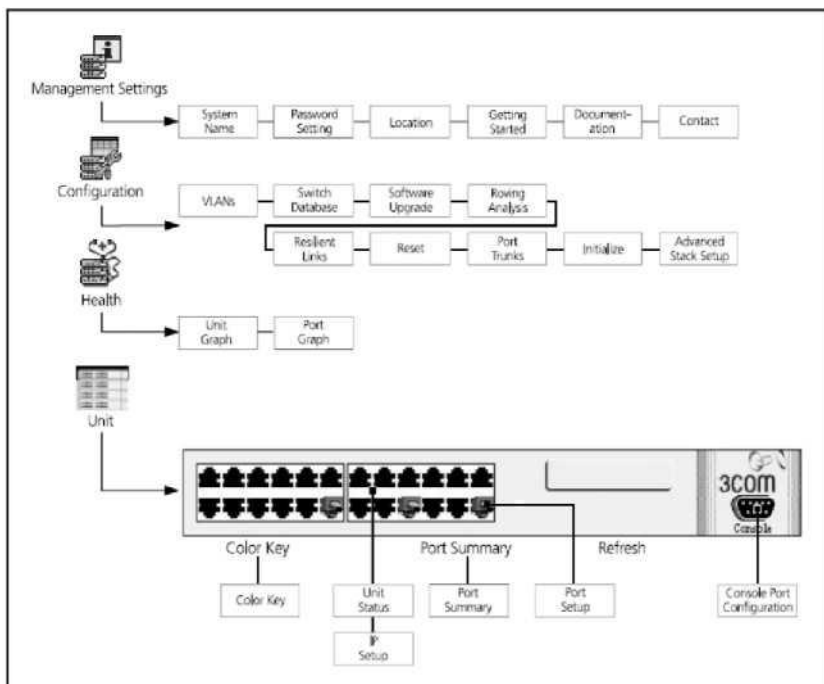 Management Settings
System
Name
Password
Setting
Location
Getting
Started
Document-
ation
Contact
Configuration
VLANs
Switch
Database
Software
Upgrade
Roving
Analysis
Resilient
Links
Reset
Port
Trunks
Initialize
Advanced
Stack Setup
Health
Unit
Graph
Port
Graph
Unit
3COM
Console
Color Key
Port Summary
Refresh
Color Key
Unit
Status
Port
Summary
Port
Setup
Console Port
Configuration
IP
Setup